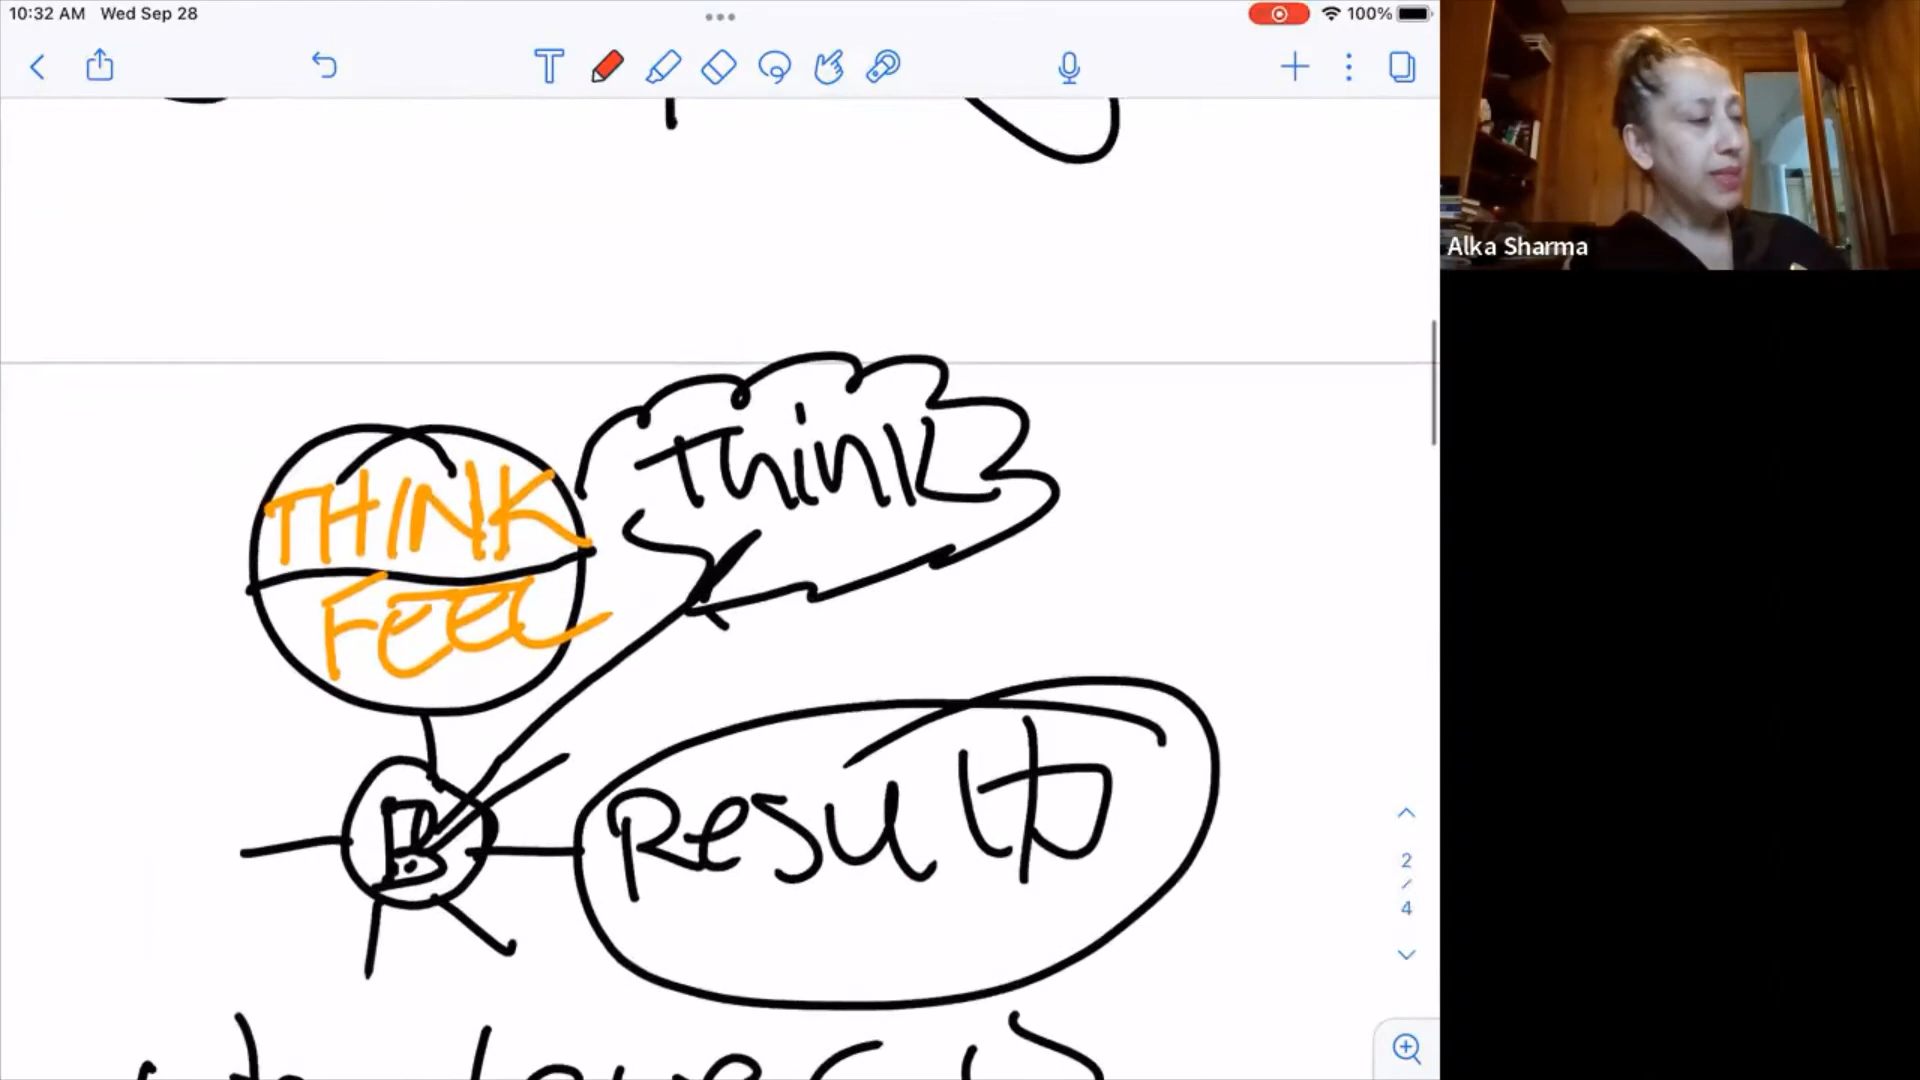 10:32 AM Wed Sep 28
100%
Alka Sharma
Think
THINK
FEEL
B
Results
2
/
4